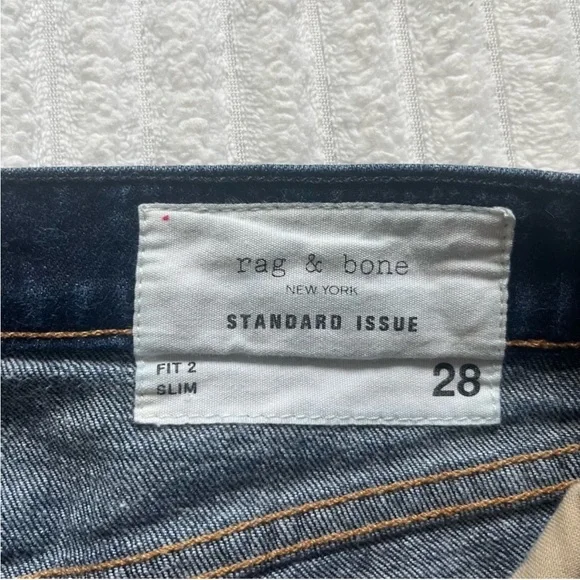 rag & bone
NEW YORK
STANDARD ISSUE
FIT 2
SLIM
28